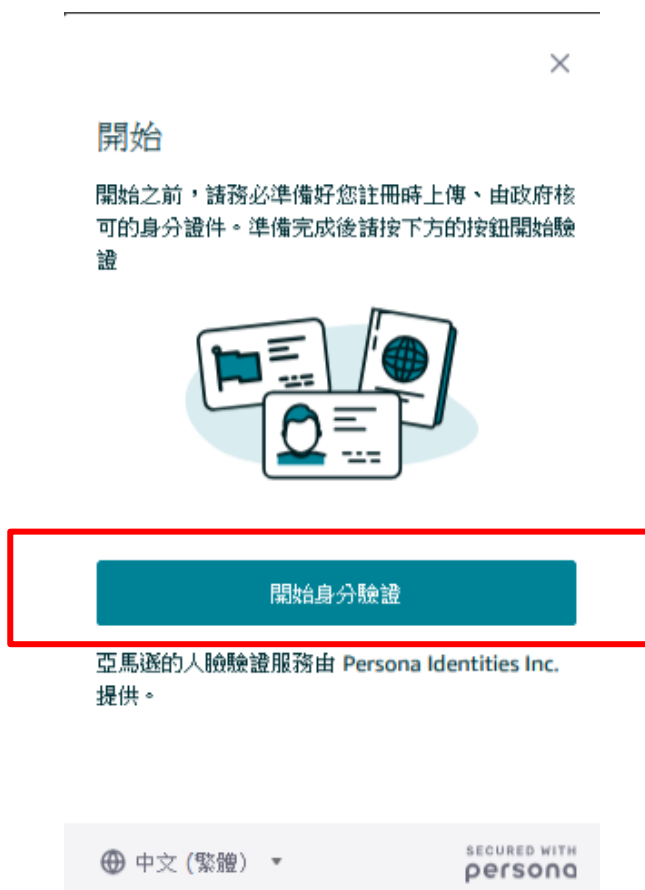 開始
開始之前，請務必準備好您註冊時上傳、由政府核
可的身分證件。準備完成後請按下方的按鈕開始驗
證
開始身分驗證
亞馬遜的人臉驗證服務由 Persona Identities Inc.
提供。
中文 (繁體)
SECURED WITH
persona